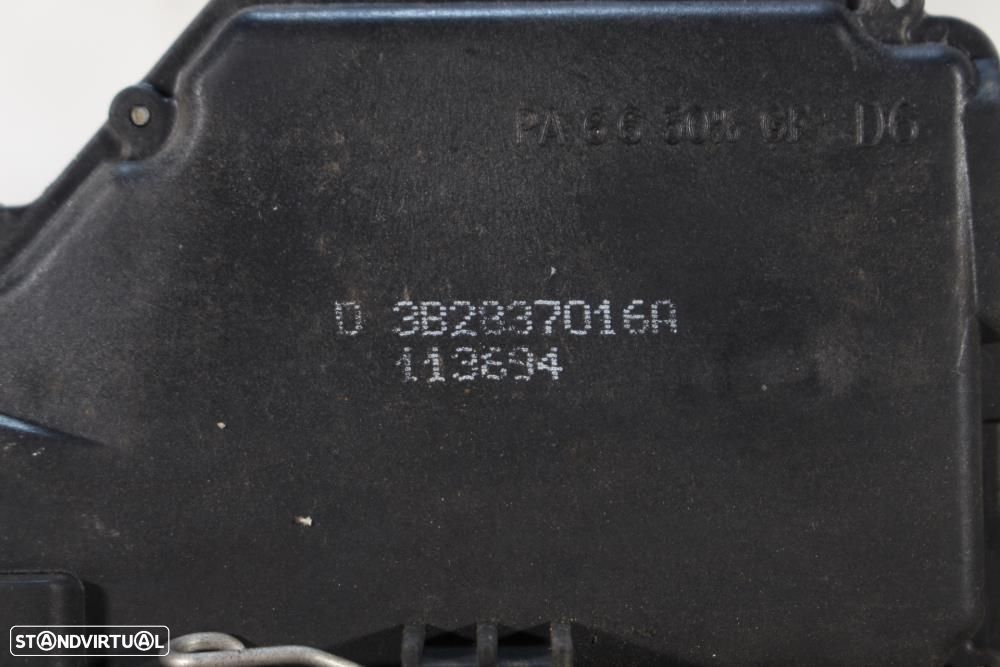 PA 66 30% GF D6
D 3B2837016A
113694
STANDVIRTUAL